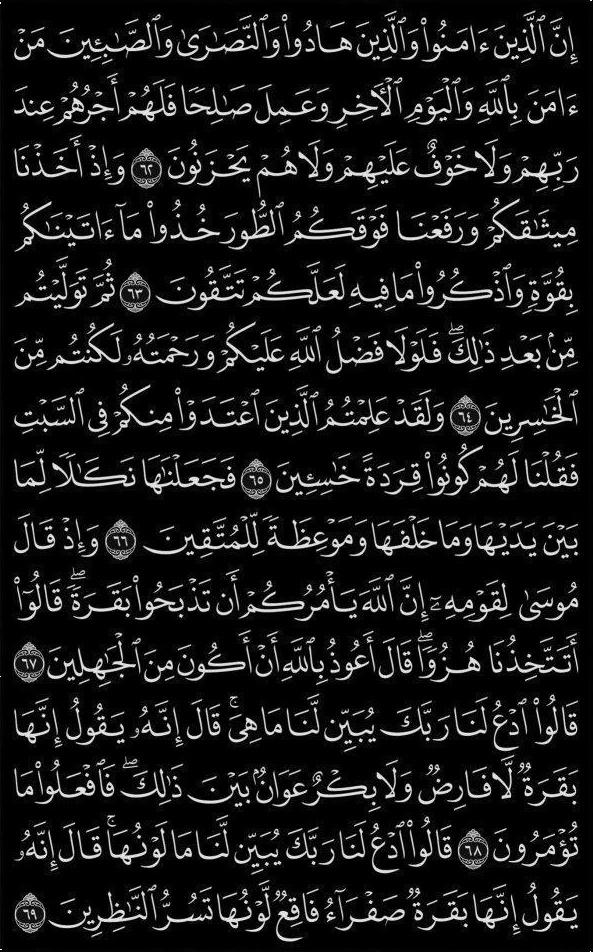 إِنَّ ٱلَّذِينَ ءَامَنُوا۟ وَٱلَّذِينَ هَادُوا۟ وَٱلنَّصَـٰرَىٰ وَٱلصَّـٰبِـِٔينَ مَنْ
ءَامَنَ بِٱللَّهِ وَٱلْيَوْمِ ٱلْـَٔاخِرِ وَعَمِلَ صَـٰلِحًا فَلَهُمْ أَجْرُهُمْ عِندَ
رَبِّهِمْ وَلَا خَوْفٌ عَلَيْهِمْ وَلَا هُمْ يَحْزَنُونَ ٦٢ وَإِذْ أَخَذْنَا
مِيثَـٰقَكُمْ وَرَفَعْنَا فَوْقَكُمُ ٱلطُّورَ خُذُوا۟ مَآ ءَاتَيْنَـٰكُم
بِقُوَّةٍ وَٱذْكُرُوا۟ مَا فِيهِ لَعَلَّكُمْ تَتَّقُونَ ٦٣ ثُمَّ تَوَلَّيْتُم
مِّنۢ بَعْدِ ذَٰلِكَ ۖ فَلَوْلَا فَضْلُ ٱللَّهِ عَلَيْكُمْ وَرَحْمَتُهُۥ لَكُنتُم مِّنَ
ٱلْخَـٰسِرِينَ ٦٤ وَلَقَدْ عَلِمْتُمُ ٱلَّذِينَ ٱعْتَدَوْا۟ مِنكُمْ فِى ٱلسَّبْتِ
فَقُلْنَا لَهُمْ كُونُوا۟ قِرَدَةً خَـٰسِـِٔينَ ٦٥ فَجَعَلْنَـٰهَا نَكَـٰلًا لِّمَا
بَيْنَ يَدَيْهَا وَمَا خَلْفَهَا وَمَوْعِظَةً لِّلْمُتَّقِينَ ٦٦ وَإِذْ قَالَ
مُوسَىٰ لِقَوْمِهِۦٓ إِنَّ ٱللَّهَ يَأْمُرُكُمْ أَن تَذْبَحُوا۟ بَقَرَةً ۖ قَالُوٓا۟
أَتَتَّخِذُنَا هُزُوًا ۖ قَالَ أَعُوذُ بِٱللَّهِ أَنْ أَكُونَ مِنَ ٱلْجَـٰهِلِينَ ٦٧
قَالُوا۟ ٱدْعُ لَنَا رَبَّكَ يُبَيِّن لَّنَا مَا هِىَ ۚ قَالَ إِنَّهُۥ يَقُولُ إِنَّهَا
بَقَرَةٌ لَّا فَارِضٌ وَلَا بِكْرٌ عَوَانٌۢ بَيْنَ ذَٰلِكَ ۖ فَٱفْعَلُوا۟ مَا
تُؤْمَرُونَ ٦٨ قَالُوا۟ ٱدْعُ لَنَا رَبَّكَ يُبَيِّن لَّنَا مَا لَوْنُهَا ۚ قَالَ إِنَّهُۥ
يَقُولُ إِنَّهَا بَقَرَةٌ صَفْرَآءُ فَاقِعٌ لَّوْنُهَا تَسُرُّ ٱلنَّـٰظِرِينَ ٦٩